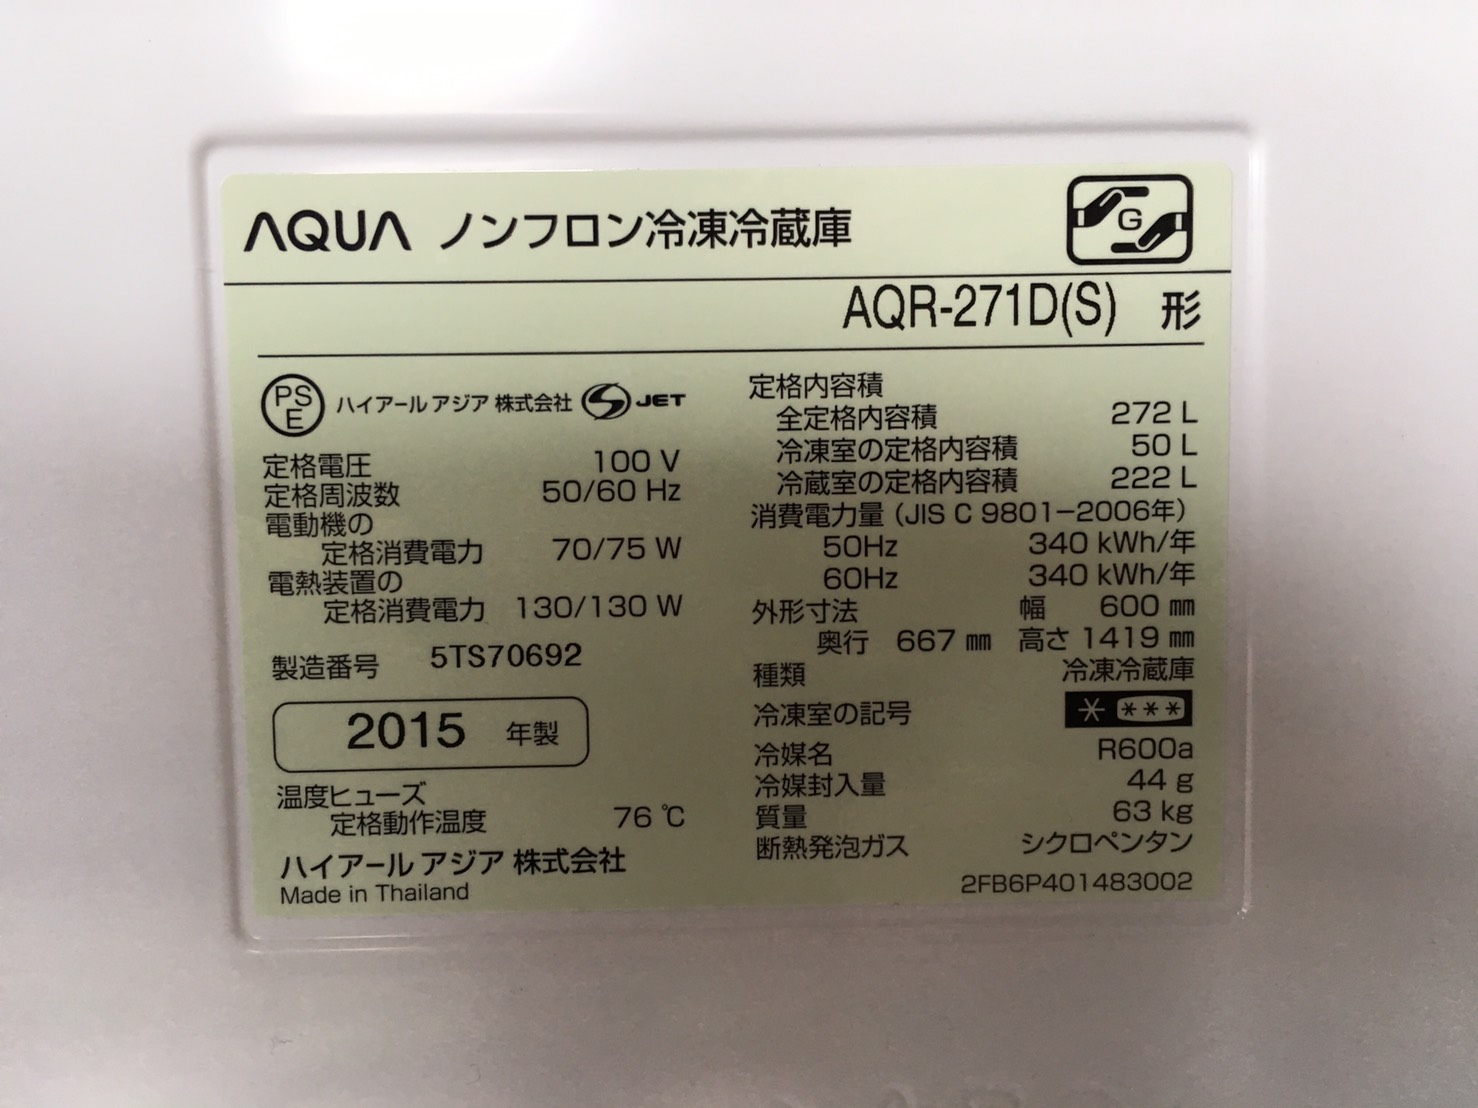 AQUA ノンフロン冷凍冷蔵庫
G
AQR-271D(S) 形
PS
E
ハイアール アジア 株式会社 JET
定格電圧 100 V
定格周波数 50/60 Hz
電動機の
定格消費電力 70/75 W
電熱装置の
定格消費電力 130/130 W
製造番号 5TS70692
2015 年製
温度ヒューズ
定格動作温度 76 ℃
ハイアール アジア 株式会社
Made in Thailand
定格内容積
全定格内容積 272 L
冷凍室の定格内容積 50 L
冷蔵室の定格内容積 222 L
消費電力量（JIS C 9801−2006年）
50Hz 340 kWh/年
60Hz 340 kWh/年
外形寸法 幅 600 ㎜
奥行 667 ㎜ 高さ 1419 ㎜
種類 冷凍冷蔵庫
冷凍室の記号 * ***
冷媒名 R600a
冷媒封入量 44 g
質量 63 kg
断熱発泡ガス シクロペンタン
2FB6P401483002